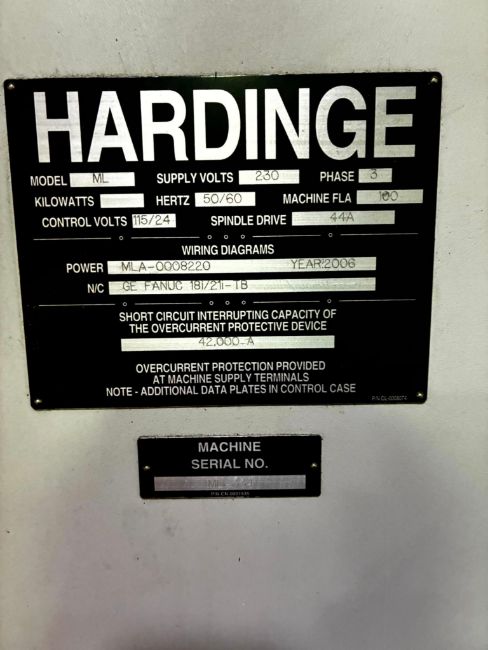 HARDINGE
MODEL ML SUPPLY VOLTS 230 PHASE 3
KILOWATTS HERTZ 50/60 MACHINE FLA 100
CONTROL VOLTS 115/24 SPINDLE DRIVE 44A
WIRING DIAGRAMS
POWER MLA-0008220 YEAR:2006
N/C GE FANUC 18i/21i-TB
SHORT CIRCUIT INTERRUPTING CAPACITY OF
THE OVERCURRENT PROTECTIVE DEVICE
42,000-A
OVERCURRENT PROTECTION PROVIDED
AT MACHINE SUPPLY TERMINALS
NOTE - ADDITIONAL DATA PLATES IN CONTROL CASE
MACHINE
SERIAL NO.